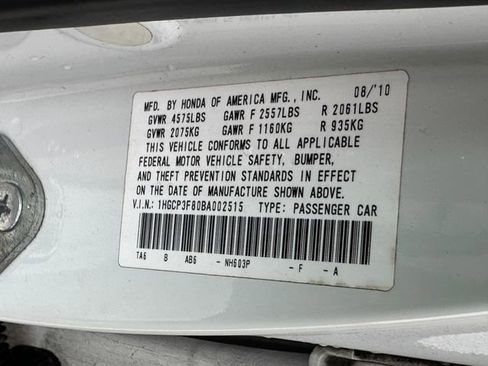 MFD. BY HONDA OF AMERICA MFG., INC. 08/'10
GVWR 4575LBS GAWR F 2557LBS R 2061LBS
GVWR 2075KG GAWR F 1160KG R 935KG
THIS VEHICLE CONFORMS TO ALL APPLICABLE
FEDERAL MOTOR VEHICLE SAFETY, BUMPER,
AND THEFT PREVENTION STANDARDS IN EFFECT
ON THE DATE OF MANUFACTURE SHOWN ABOVE.
V.I.N.: 1HGCP3F80BA002515 TYPE: PASSENGER CAR
TA6 B AB6 - NH603P - F - A